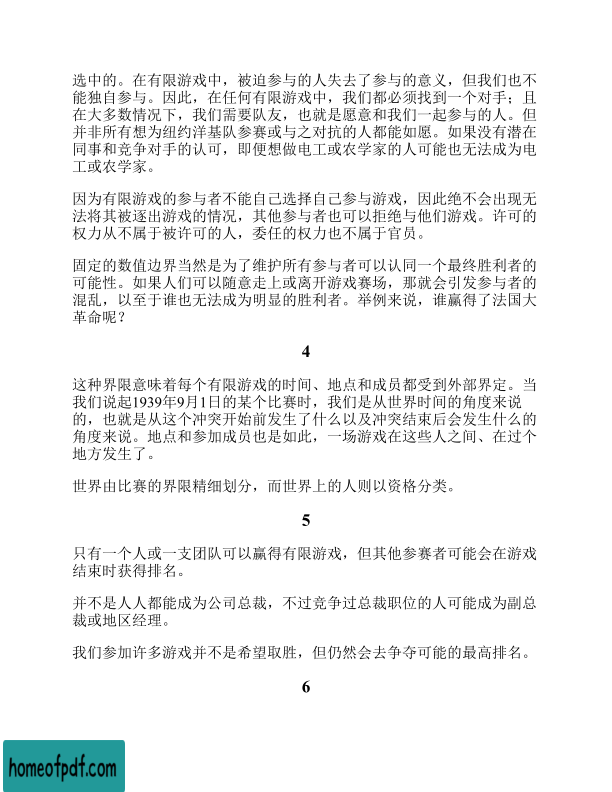 选中的。在有限游戏中，被迫参与的人失去了参与的意义，但我们也不
能独自参与。因此，在任何有限游戏中，我们都必须找到一个对手；且
在大多数情况下，我们需要队友，也就是愿意和我们一起参与的人。但
并非所有想为纽约洋基队参赛或与之对抗的人都能如愿。如果没有潜在
同事和竞争对手的认可，即便想做电工或农学家的人可能也无法成为电
工或农学家。
因为有限游戏的参与者不能自己选择自己参与游戏，因此绝不会出现无
法将其被逐出游戏的情况，其他参与者也可以拒绝与他们游戏。许可的
权力从不属于被许可的人，委任的权力也不属于官员。
固定的数值边界当然是为了维护所有参与者可以认同一个最终胜利者的
可能性。如果人们可以随意走上或离开游戏赛场，那就会引发参与者的
混乱，以至于谁也无法成为明显的胜利者。举例来说，谁赢得了法国大
革命呢？
4
这种界限意味着每个有限游戏的时间、地点和成员都受到外部界定。当
我们说起1939年9月1日的某个比赛时，我们是从世界时间的角度来说
的，也就是从这个冲突开始前发生了什么以及冲突结束后会发生什么的
角度来说。地点和参加成员也是如此，一场游戏在这些人之间、在过个
地方发生了。
世界由比赛的界限精细划分，而世界上的人则以资格分类。
5
只有一个人或一支团队可以赢得有限游戏，但其他参赛者可能会在游戏
结束时获得排名。
并不是人人都能成为公司总裁，不过竞争过总裁职位的人可能成为副总
裁或地区经理。
我们参加许多游戏并不是希望取胜，但仍然会去争夺可能的最高排名。
6
homeofpdf.com